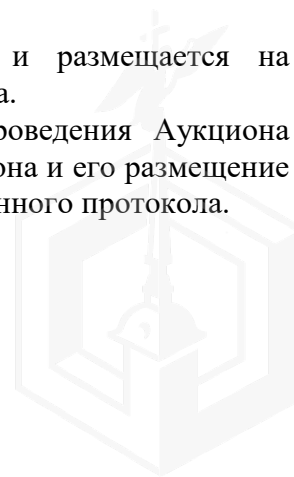 и размещается на
а.
роведения Аукциона
она и его размещение
нного протокола.